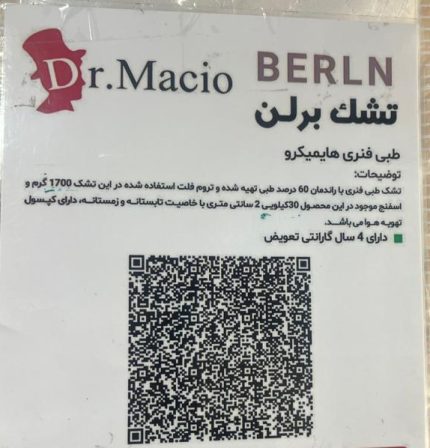 Dr.Macio
BERLN
تشك برلن
طبی فنری هایمیکرو
توضیحات:
تشک طبی فنری با راندمان 60 درصد طبی تهیه شده و تروم فلت استفاده شده در این تشک 1700 گرم و
اسفنج موجود در این محصول 30کیلویی 2 سانتی متری با خاصیت تابستانه و زمستانه، دارای کپسول
تهویه هوا می باشد.
دارای 4 سال گارانتی تعویض